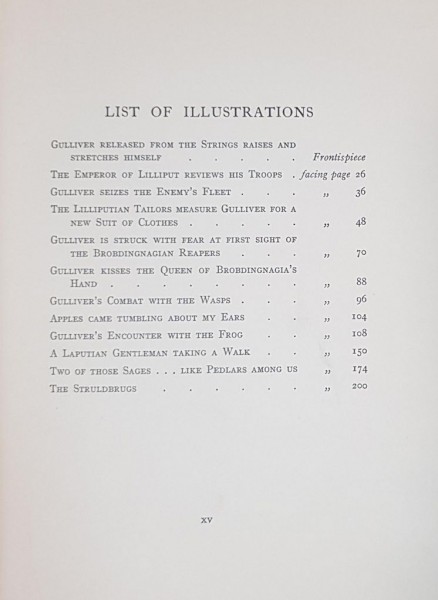 LIST OF ILLUSTRATIONS
GULLIVER RELEASED FROM THE STRINGS RAISES AND
STRETCHES HIMSELF . . . . . Frontispiece
THE EMPEROR OF LILLIPUT REVIEWS HIS TROOPS . facing page 26
GULLIVER SEIZES THE ENEMY'S FLEET . . . „ 36
THE LILLIPUTIAN TAILORS MEASURE GULLIVER FOR A
NEW SUIT OF CLOTHES . . . . . „ 48
GULLIVER IS STRUCK WITH FEAR AT FIRST SIGHT OF
THE BROBDINGNAGIAN REAPERS . . . „ 70
GULLIVER KISSES THE QUEEN OF BROBDINGNAGIA'S
HAND . . . . . . . . „ 88
GULLIVER'S COMBAT WITH THE WASPS . . . „ 96
APPLES CAME TUMBLING ABOUT MY EARS . . „ 104
GULLIVER'S ENCOUNTER WITH THE FROG . . „ 108
A LAPUTIAN GENTLEMAN TAKING A WALK . . „ 150
TWO OF THOSE SAGES . . . LIKE PEDLARS AMONG US „ 174
THE STRULDBRUGS . . . . . . „ 200
xv